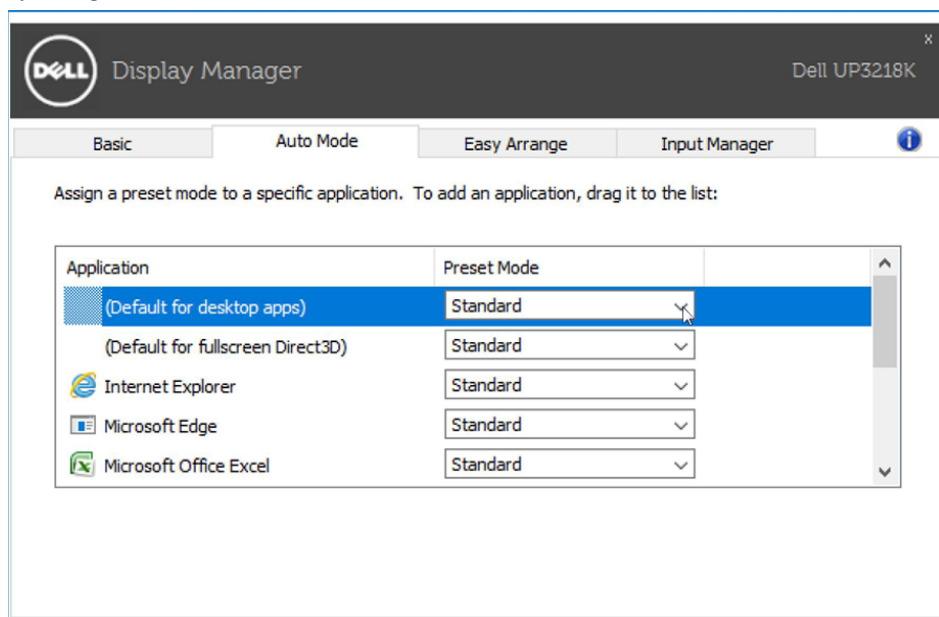 x
DELL Display Manager Dell UP3218K
Basic Auto Mode Easy Arrange Input Manager i
Assign a preset mode to a specific application. To add an application, drag it to the list:
Application Preset Mode
(Default for desktop apps) Standard
(Default for fullscreen Direct3D) Standard
Internet Explorer Standard
Microsoft Edge Standard
Microsoft Office Excel Standard